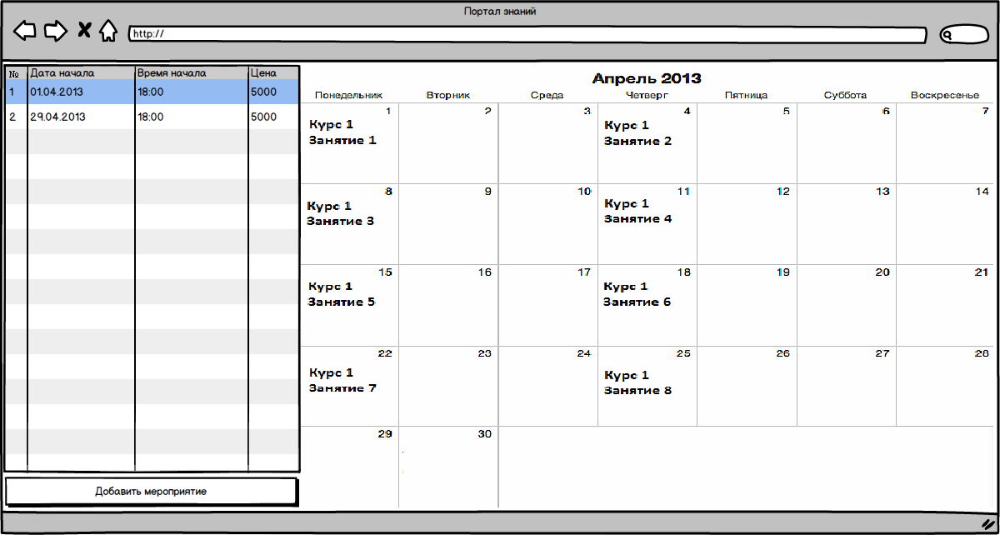 Портал знаний
http://
№ Дата начала Время начала Цена
1 01.04.2013 18:00 5000
2 29.04.2013 18:00 5000
Добавить мероприятие
Апрель 2013
Понедельник Вторник Среда Четверг Пятница Суббота Воскресенье
1 2 3 4 5 6 7
Курс 1 Курс 1
Занятие 1 Занятие 2
8 9 10 11 12 13 14
Курс 1 Курс 1
Занятие 3 Занятие 4
15 16 17 18 19 20 21
Курс 1 Курс 1
Занятие 5 Занятие 6
22 23 24 25 26 27 28
Курс 1 Курс 1
Занятие 7 Занятие 8
29 30